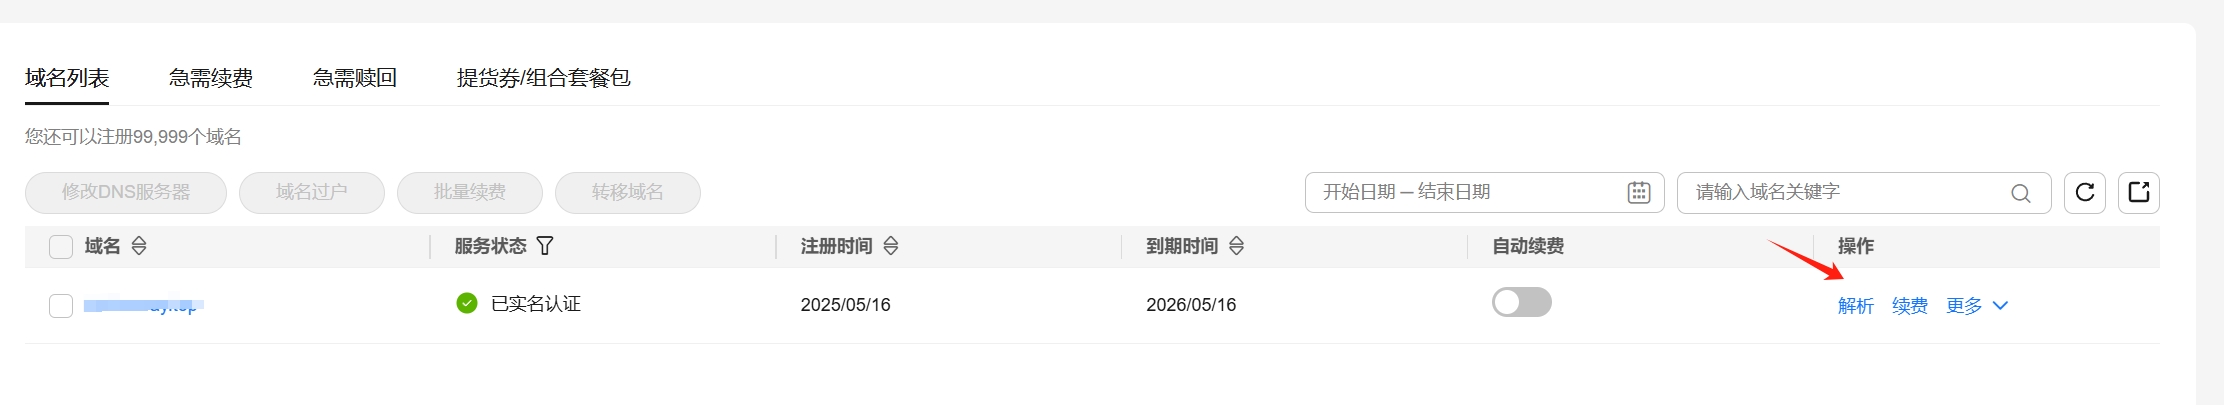 域名列表 急需续费 急需赎回 提货券/组合套餐包
您还可以注册99,999个域名
修改DNS服务器 域名过户 批量续费 转移域名 开始日期 – 结束日期 请输入域名关键字
域名 服务状态 注册时间 到期时间 自动续费 操作
已实名认证 2025/05/16 2026/05/16 解析 续费 更多